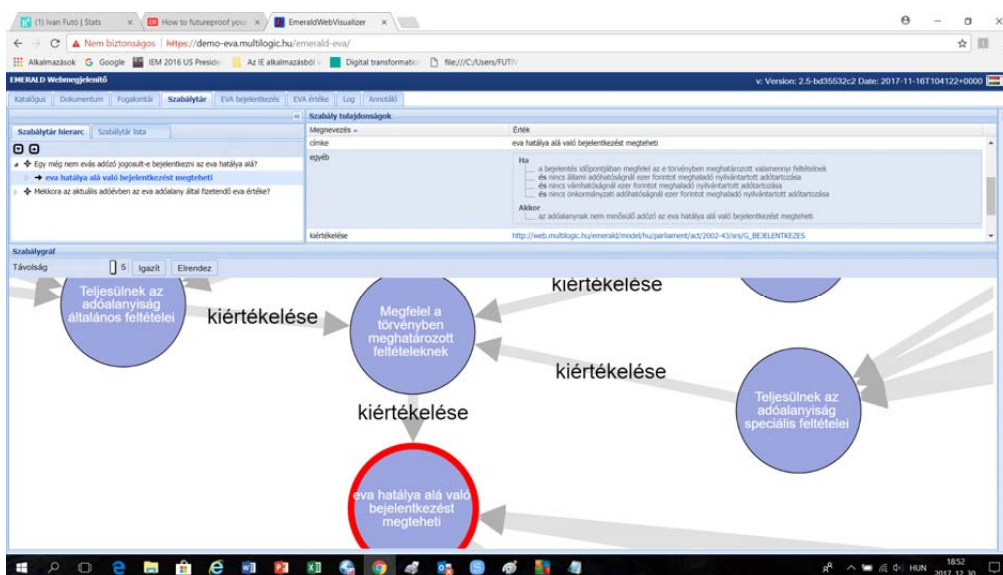 (1) Ivan Futó | Stats
How to futureproof your
EmeraldWebVisualizer
Nem biztonságos | https://demo-eva.multilogic.hu/emerald-eva/
Alkalmazások
Google
IEM 2016 US Preside
Az IE alkalmazásból
Digital transformatio
file:///C:/Users/FUTI
EMERALD Webmegjelenítő
v: Version: 2.5-bd35532c2 Date: 2017-11-16T104122+0000
Katalógus
Dokumentum
Fogalomtár
Szabálytár
EVA bejelentkezés
EVA értéke
Log
Annotáló
Szabálytár hierarc
Szabálytár lista
Egy még nem evás adózó jogosult-e bejelentkezni az eva hatálya alá?
eva hatálya alá való bejelentkezést megteheti
Mekkora az aktuális adóévben az eva adóalany által fizetendő eva értéke?
Szabály tulajdonságok
Megnevezés
Érték
címke
eva hatálya alá való bejelentkezést megteheti
egyéb
Ha
a bejelentés időpontjában megfelel az e törvényben meghatározott valamennyi feltételnek
és nincs állami adóhatóságnál ezer forintot meghaladó nyilvántartott adótartozása
és nincs vámhatóságnál ezer forintot meghaladó nyilvántartott adótartozása
és nincs önkormányzati adóhatóságnál ezer forintot meghaladó nyilvántartott adótartozása
Akkor
az adóalanynak nem minősülő adózó az eva hatálya alá való bejelentkezést megteheti
kiértékelése
http://web.multilogic.hu/emerald/model/hu/parliament/act/2002-43/srs/G_BEJELENTKEZES
Szabálygráf
Távolság
5
Igazít
Elrendez
Teljesülnek az
adóalanyiság
általános feltételei
kiértékelése
Megfelel a
törvényben
meghatározott
feltételeknek
kiértékelése
kiértékelése
Teljesülnek az
adóalanyiság
speciális feltételei
kiértékelése
eva hatálya alá való
bejelentkezést
megteheti
HUN
18:52
2017. 12. 30.